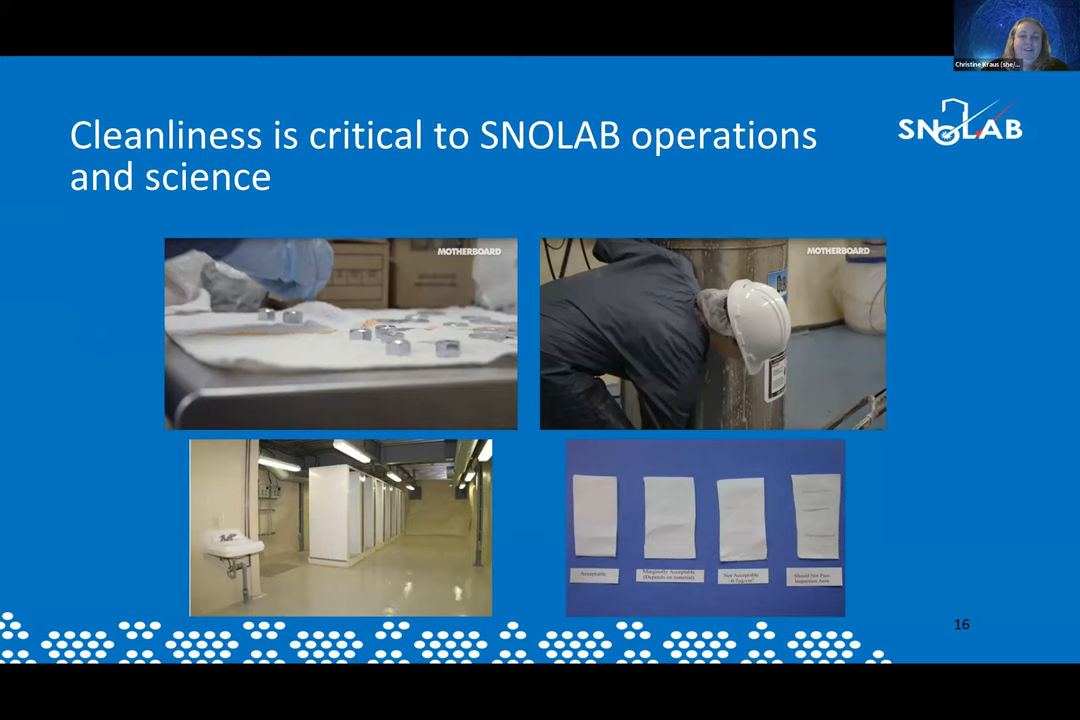 Christine Kraus (she/...
Cleanliness is critical to SNOLAB operations
and science
SNOLAB
MOTHERBOARD
MOTHERBOARD
Acceptable
Marginally Acceptable
(Depends on material)
Not Acceptable
Should Not Pass
Inspection Area
16